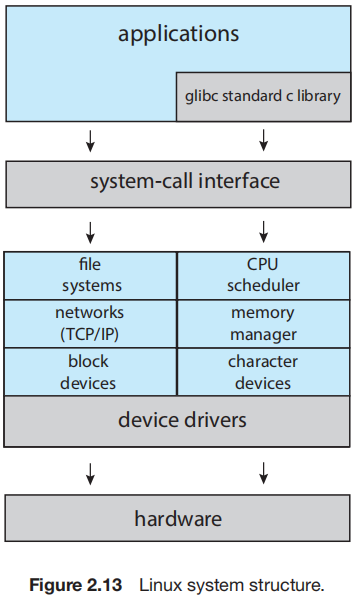 applications
glibc standard c library
system-call interface
file
systems
CPU
scheduler
networks
(TCP/IP)
memory
manager
block
devices
character
devices
device drivers
hardware
Figure 2.13 Linux system structure.